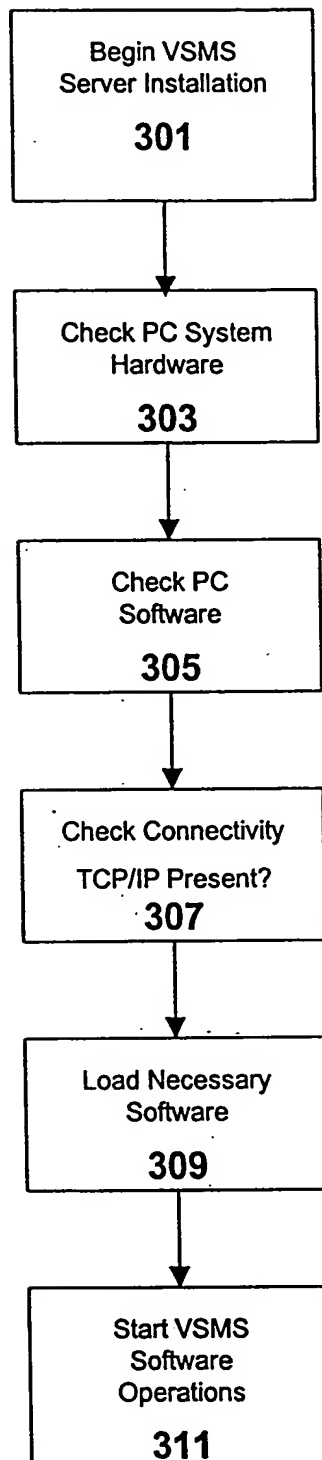 Begin VSMS
Server Installation
301
Check PC System
Hardware
303
Check PC
Software
305
Check Connectivity
TCP/IP Present?
307
Load Necessary
Software
309
Start VSMS
Software
Operations
311